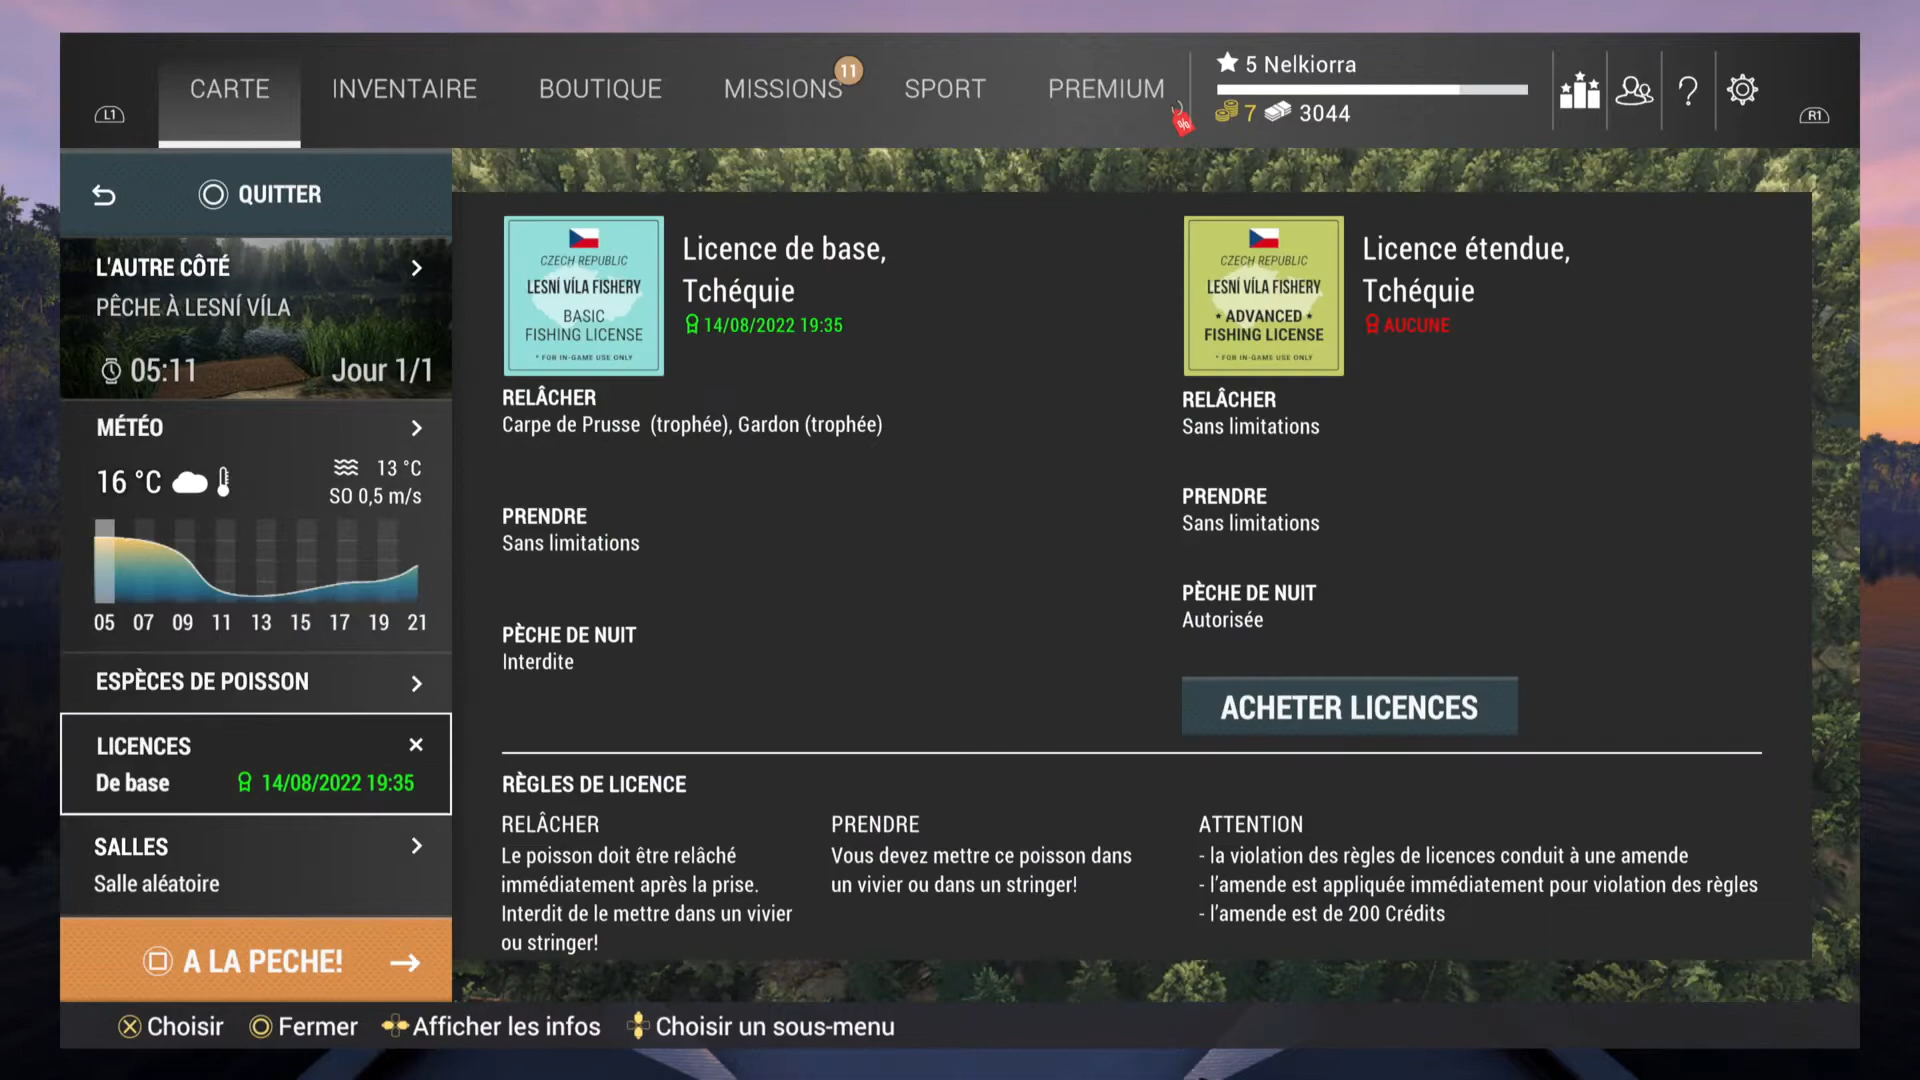 L1
CARTE
INVENTAIRE
BOUTIQUE
MISSIONS
11
SPORT
PREMIUM
%
5 Nelkiorra
7
3044
?
R1
QUITTER
L'AUTRE CÔTÉ
PÊCHE À LESNÍ VÍLA
05:11
Jour 1/1
MÉTÉO
16 °C
13 °C
SO 0,5 m/s
05 07 09 11 13 15 17 19 21
ESPÈCES DE POISSON
LICENCES
De base
14/08/2022 19:35
SALLES
Salle aléatoire
A LA PECHE!
CZECH REPUBLIC
LESNÍ VÍLA FISHERY
BASIC
FISHING LICENSE
* FOR IN-GAME USE ONLY
Licence de base,
Tchéquie
14/08/2022 19:35
RELÂCHER
Carpe de Prusse (trophée), Gardon (trophée)
PRENDRE
Sans limitations
PÈCHE DE NUIT
Interdite
CZECH REPUBLIC
LESNÍ VÍLA FISHERY
• ADVANCED •
FISHING LICENSE
* FOR IN-GAME USE ONLY
Licence étendue,
Tchéquie
AUCUNE
RELÂCHER
Sans limitations
PRENDRE
Sans limitations
PÈCHE DE NUIT
Autorisée
ACHETER LICENCES
RÈGLES DE LICENCE
RELÂCHER
Le poisson doit être relâché
immédiatement après la prise.
Interdit de le mettre dans un vivier
ou stringer!
PRENDRE
Vous devez mettre ce poisson dans
un vivier ou dans un stringer!
ATTENTION
- la violation des règles de licences conduit à une amende
- l'amende est appliquée immédiatement pour violation des règles
- l'amende est de 200 Crédits
Choisir
Fermer
Afficher les infos
Choisir un sous-menu